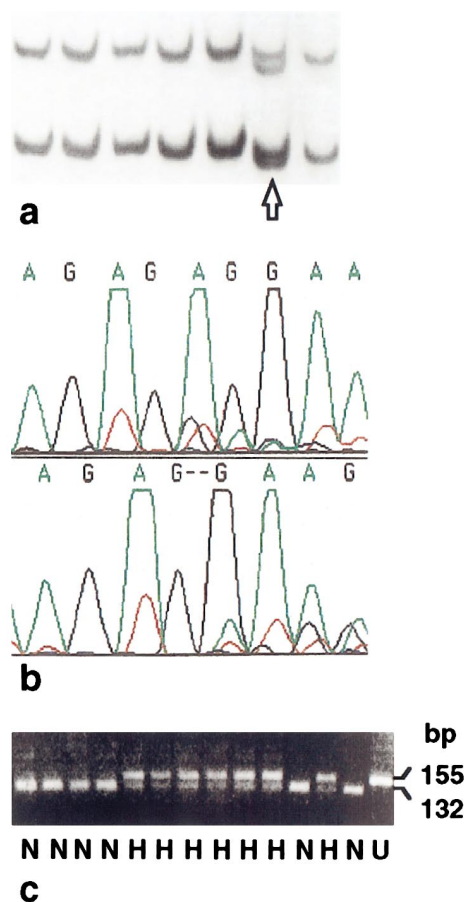 a
A G A G A G G A A
A G A G--G A A G
b
bp
155
132
N N N N H H H H H H N H N U
c